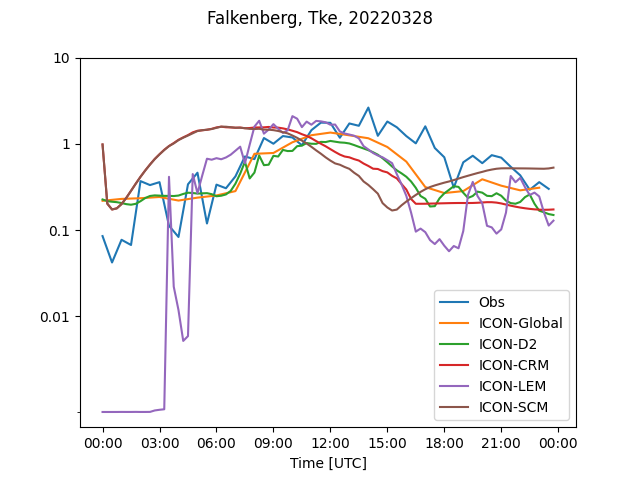 Falkenberg, Tke, 20220328
10
1
0.1
0.01
Obs
ICON-Global
ICON-D2
ICON-CRM
ICON-LEM
ICON-SCM
00:00 03:00 06:00 09:00 12:00 15:00 18:00 21:00 00:00
Time [UTC]